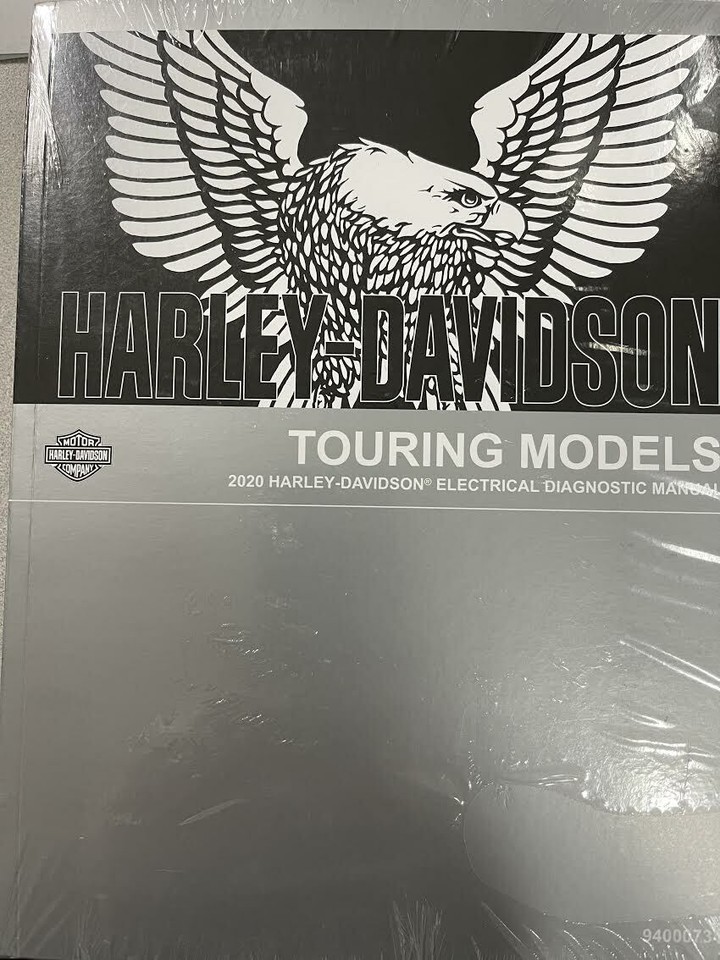 HARLEY-DAVIDSON
MOTOR
HARLEY-DAVIDSON
COMPANY
TOURING MODELS
2020 HARLEY-DAVIDSON® ELECTRICAL DIAGNOSTIC MANUAL